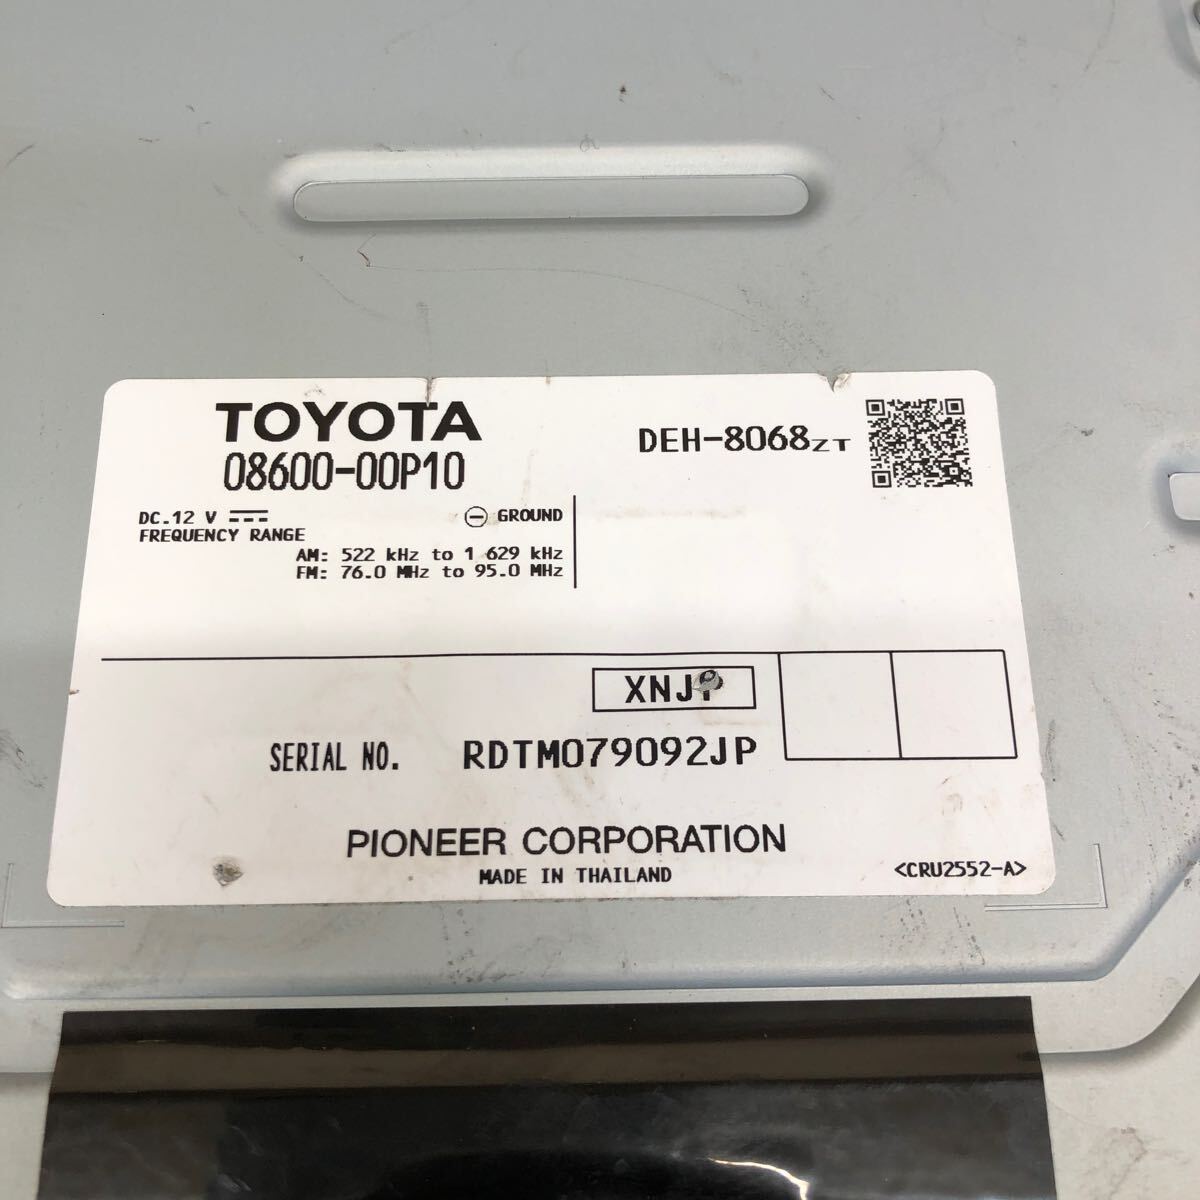 TOYOTA
08600-00P10
DEH-8068ZT
DC.12 V
GROUND
FREQUENCY RANGE
AM: 522 kHz to 1 629 kHz
FM: 76.0 MHz to 95.0 MHz
SERIAL NO. RDTM079092JP
PIONEER CORPORATION
MADE IN THAILAND
<CRU2552-A>